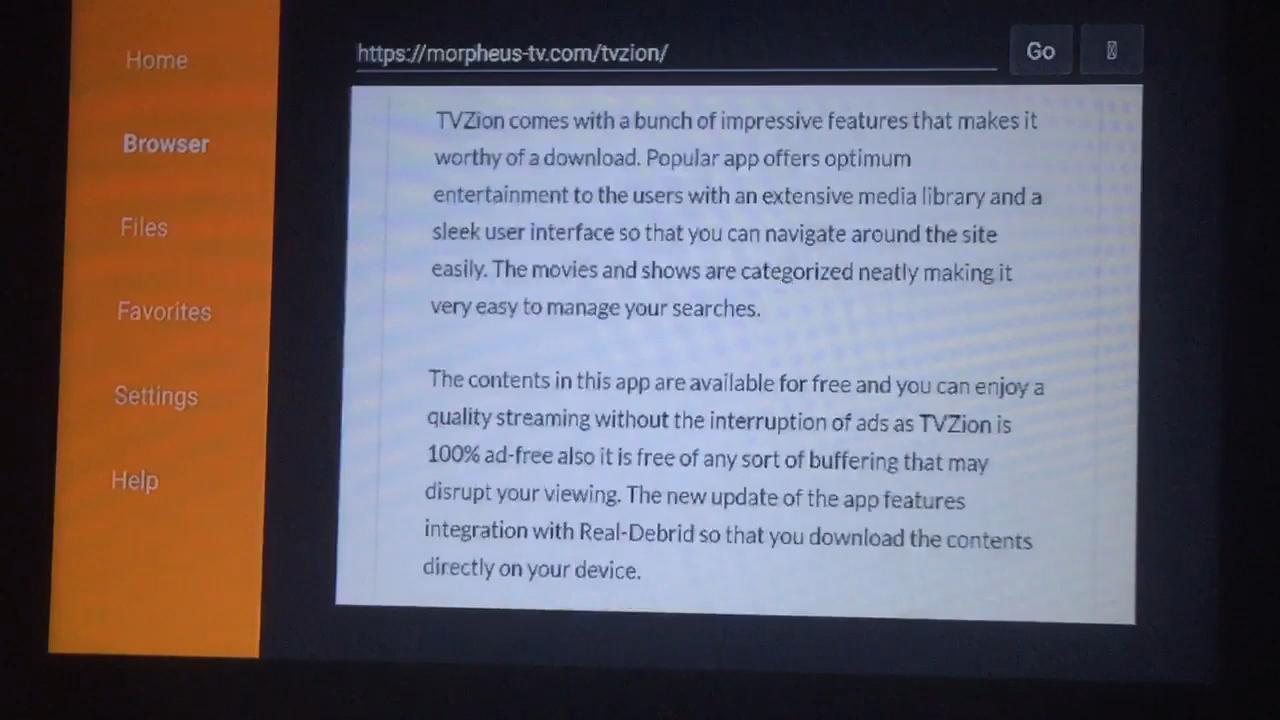 Home
Browser
Files
Favorites
Settings
Help
https://morpheus-tv.com/tvzion/
Go
TVZion comes with a bunch of impressive features that makes it
worthy of a download. Popular app offers optimum
entertainment to the users with an extensive media library and a
sleek user interface so that you can navigate around the site
easily. The movies and shows are categorized neatly making it
very easy to manage your searches.
The contents in this app are available for free and you can enjoy a
quality streaming without the interruption of ads as TVZion is
100% ad-free also it is free of any sort of buffering that may
disrupt your viewing. The new update of the app features
integration with Real-Debrid so that you download the contents
directly on your device.